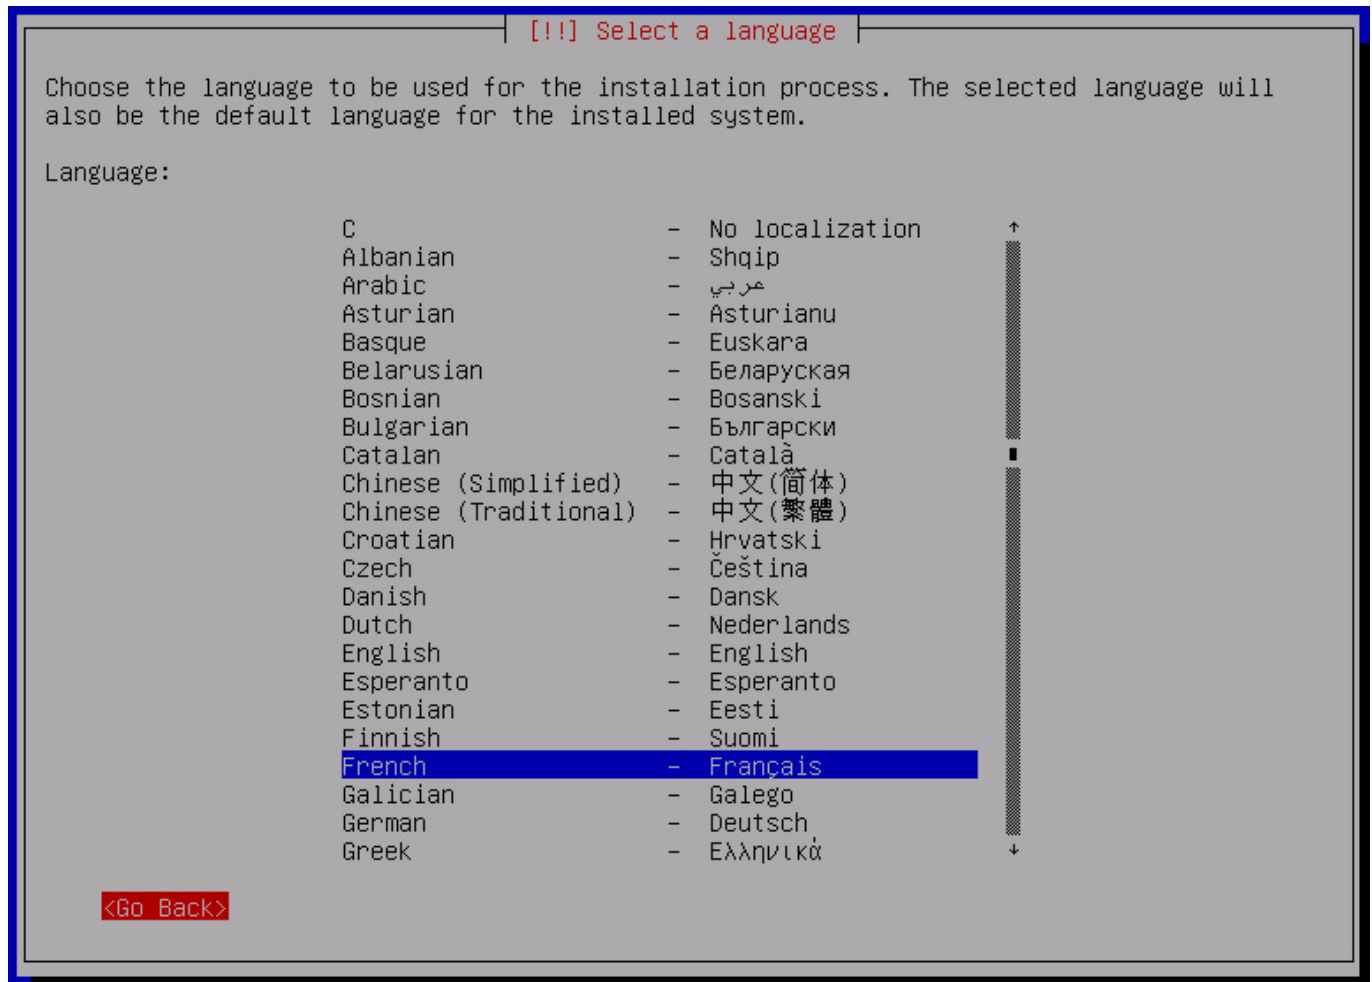 [!!] Select a language
Choose the language to be used for the installation process. The selected language will
also be the default language for the installed system.
Language:
C - No localization
Albanian - Shqip
Arabic - عربي
Asturian - Asturianu
Basque - Euskara
Belarusian - Беларуская
Bosnian - Bosanski
Bulgarian - Български
Catalan - Català
Chinese (Simplified) - 中文(简体)
Chinese (Traditional) - 中文(繁體)
Croatian - Hrvatski
Czech - Čeština
Danish - Dansk
Dutch - Nederlands
English - English
Esperanto - Esperanto
Estonian - Eesti
Finnish - Suomi
French - Français
Galician - Galego
German - Deutsch
Greek - Ελληνικά
<Go Back>